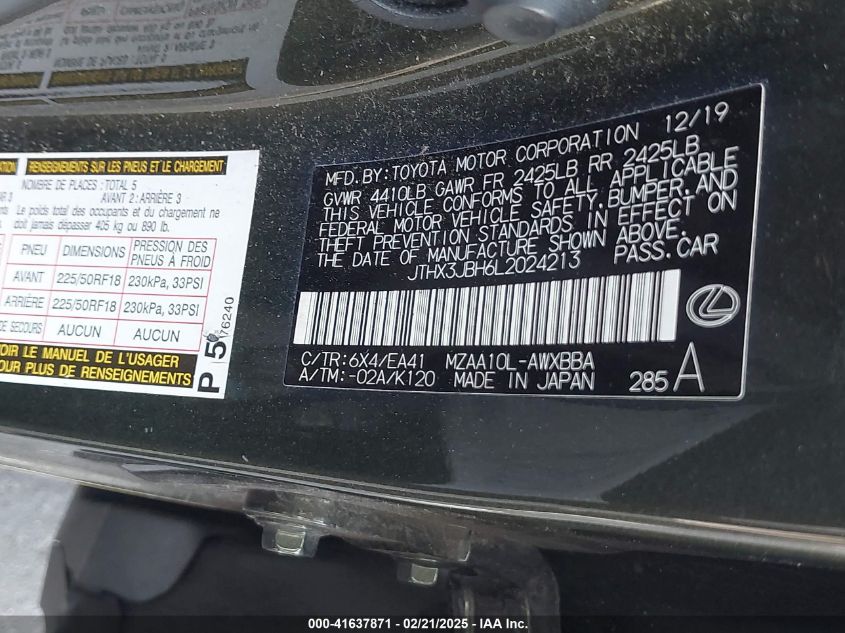 RENSEIGNEMENTS SUR LES PNEUS ET LE CHARGEMENT
NOMBRE DE PLACES : TOTAL 5
AVANT 2 : ARRIÈRE 3
Le poids total des occupants et du chargement ne
doit jamais dépasser 405 kg ou 890 lb.
PNEU DIMENSIONS PRESSION DES PNEUS À FROID
AVANT 225/50RF18 230kPa, 33PSI
ARRIÈRE 225/50RF18 230kPa, 33PSI
DE SECOURS AUCUN AUCUN
VOIR LE MANUEL DE L'USAGER
POUR PLUS DE RENSEIGNEMENTS
P 5 76240
MFD.BY:TOYOTA MOTOR CORPORATION 12/19
GVWR 4410LB GAWR FR 2425LB RR 2425LB
THIS VEHICLE CONFORMS TO ALL APPLICABLE
FEDERAL MOTOR VEHICLE SAFETY,BUMPER,AND
THEFT PREVENTION STANDARDS IN EFFECT ON
THE DATE OF MANUFACTURE SHOWN ABOVE.
JTHX3JBH6L2024213 PASS.CAR
C/TR:6X4/EA41 MZAA10L-AWXBBA
A/TM:-02A/K120 MADE IN JAPAN 285 A
000-41637871 - 02/21/2025 - IAA Inc.